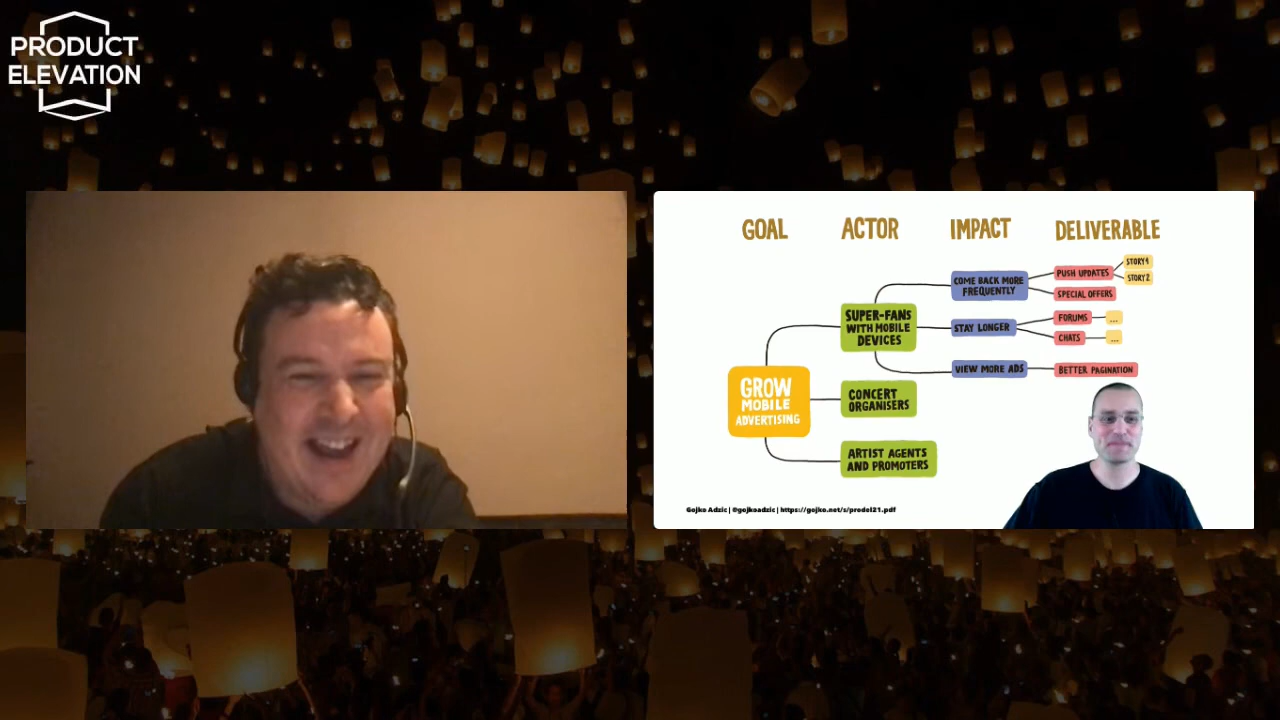 PRODUCT
ELEVATION
GOAL
ACTOR
IMPACT
DELIVERABLE
GROW
MOBILE
ADVERTISING
SUPER-FANS
WITH MOBILE
DEVICES
COME BACK MORE
FREQUENTLY
PUSH UPDATES
STORY1
STORY2
SPECIAL OFFERS
STAY LONGER
FORUMS
...
CHATS
...
VIEW MORE ADS
BETTER PAGINATION
CONCERT
ORGANISERS
ARTIST AGENTS
AND PROMOTERS
Gojko Adzic | @gojkoadzic | https://gojko.net/s/prodel21.pdf